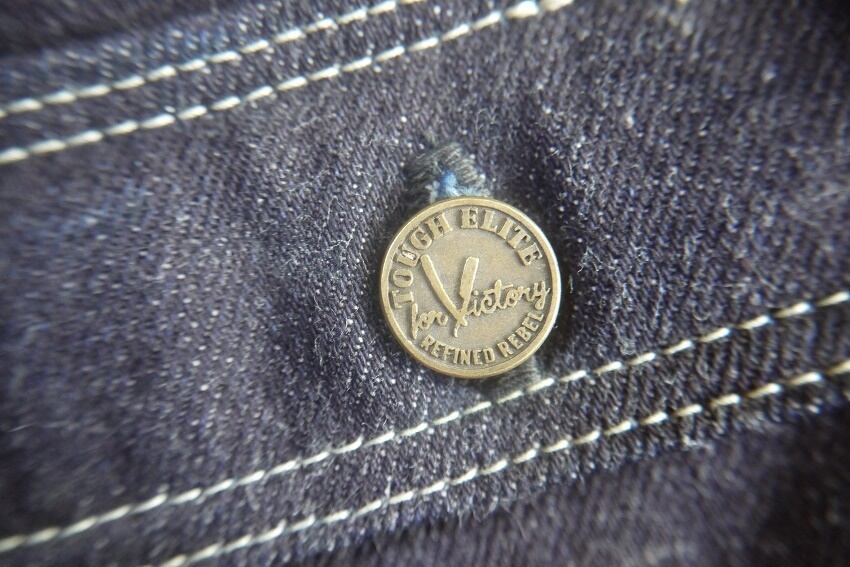 TOUGH ELITE
for Victory
REFINED REBEL